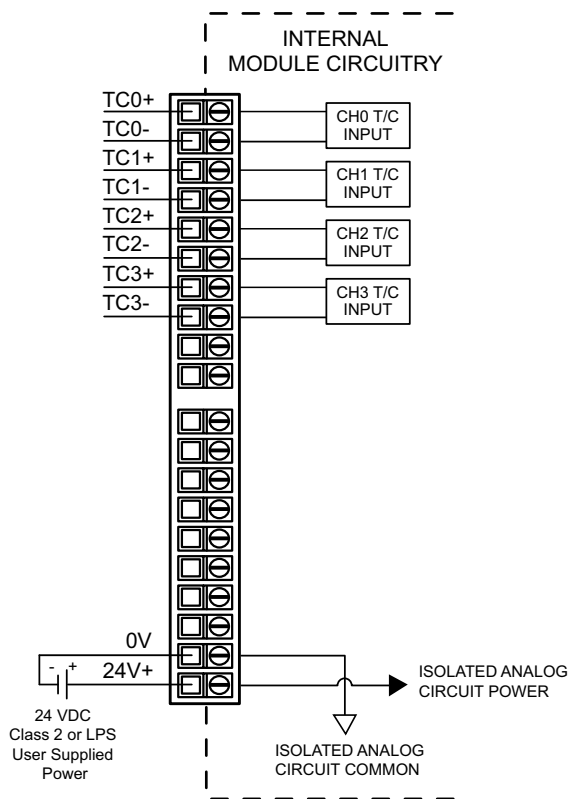 INTERNAL
MODULE CIRCUITRY
TC0+
TC0-
TC1+
TC1-
TC2+
TC2-
TC3+
TC3-
CH0 T/C
INPUT
CH1 T/C
INPUT
CH2 T/C
INPUT
CH3 T/C
INPUT
0V
- +
24V+
24 VDC
Class 2 or LPS
User Supplied
Power
ISOLATED ANALOG
CIRCUIT POWER
ISOLATED ANALOG
CIRCUIT COMMON